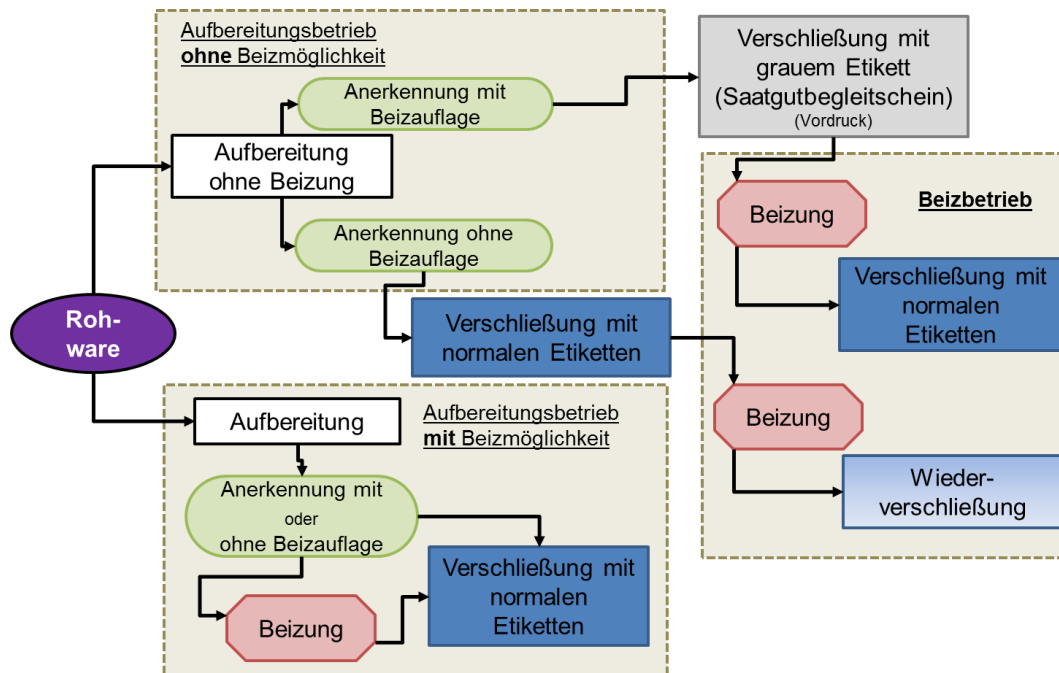 Aufbereitungsbetrieb
ohne Beizmöglichkeit
Anerkennung mit
Beizauflage
Aufbereitung
ohne Beizung
Anerkennung ohne
Beizauflage
Verschließung mit
grauem Etikett
(Saatgutbegleitschein)
(Vordruck)
Beizung
Beizbetrieb
Verschließung mit
normalen
Etiketten
Roh-
ware
Verschließung mit
normalen Etiketten
Beizung
Wieder-
verschließung
Aufbereitung
Aufbereitungsbetrieb
mit Beizmöglichkeit
Anerkennung mit
oder
ohne Beizauflage
Beizung
Verschließung mit
normalen
Etiketten